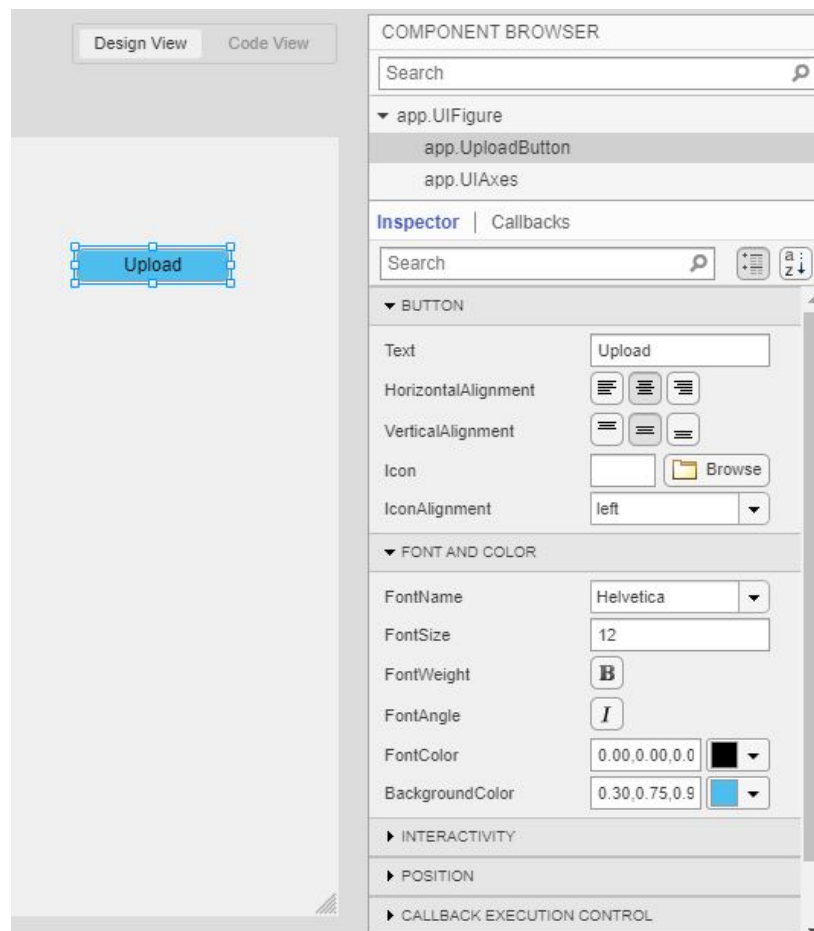 Design View Code View
COMPONENT BROWSER
Search
app.UIFigure
app.UploadButton
app.UIAxes
Inspector | Callbacks
Search
a z
BUTTON
Text Upload
HorizontalAlignment
VerticalAlignment
Icon Browse
IconAlignment left
FONT AND COLOR
FontName Helvetica
FontSize 12
FontWeight B
FontAngle I
FontColor 0.00,0.00,0.0
BackgroundColor 0.30,0.75,0.9
INTERACTIVITY
POSITION
CALLBACK EXECUTION CONTROL
Upload